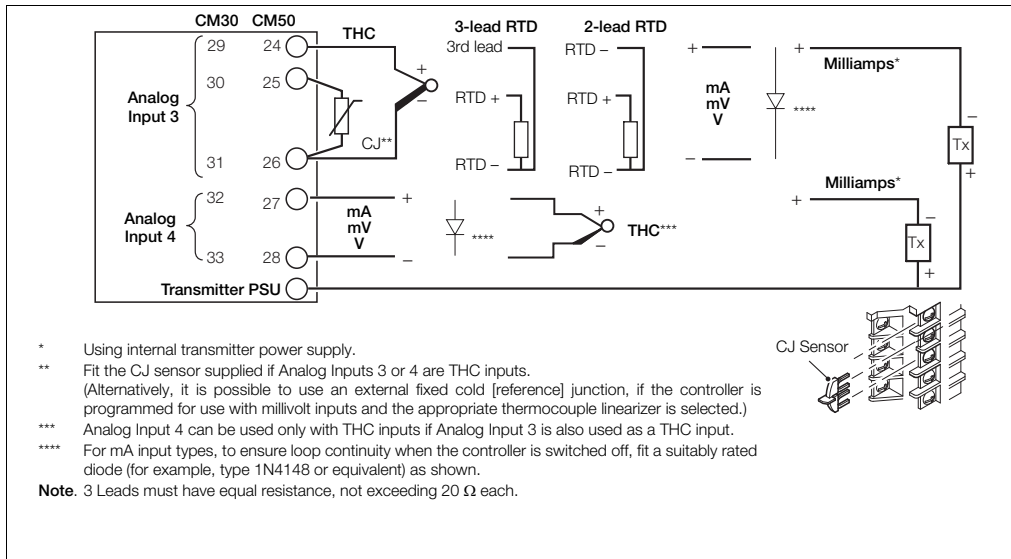 CM30 CM50
THC
3-lead RTD
2-lead RTD
29 24
3rd lead
RTD –
+
+
Milliamps*
30 25
+
–
RTD +
RTD +
mA
mV
V
****
–
Tx
+
Analog
Input 3
CJ**
31 26
RTD –
RTD –
–
Milliamps*
32 27
+
+
+
–
Analog
Input 4
mA
mV
V
****
–
THC***
Tx
33 28
–
+
Transmitter PSU
CJ Sensor
* Using internal transmitter power supply.
** Fit the CJ sensor supplied if Analog Inputs 3 or 4 are THC inputs.
(Alternatively, it is possible to use an external fixed cold [reference] junction, if the controller is
programmed for use with millivolt inputs and the appropriate thermocouple linearizer is selected.)
*** Analog Input 4 can be used only with THC inputs if Analog Input 3 is also used as a THC input.
**** For mA input types, to ensure loop continuity when the controller is switched off, fit a suitably rated
diode (for example, type 1N4148 or equivalent) as shown.
Note. 3 Leads must have equal resistance, not exceeding 20 Ω each.